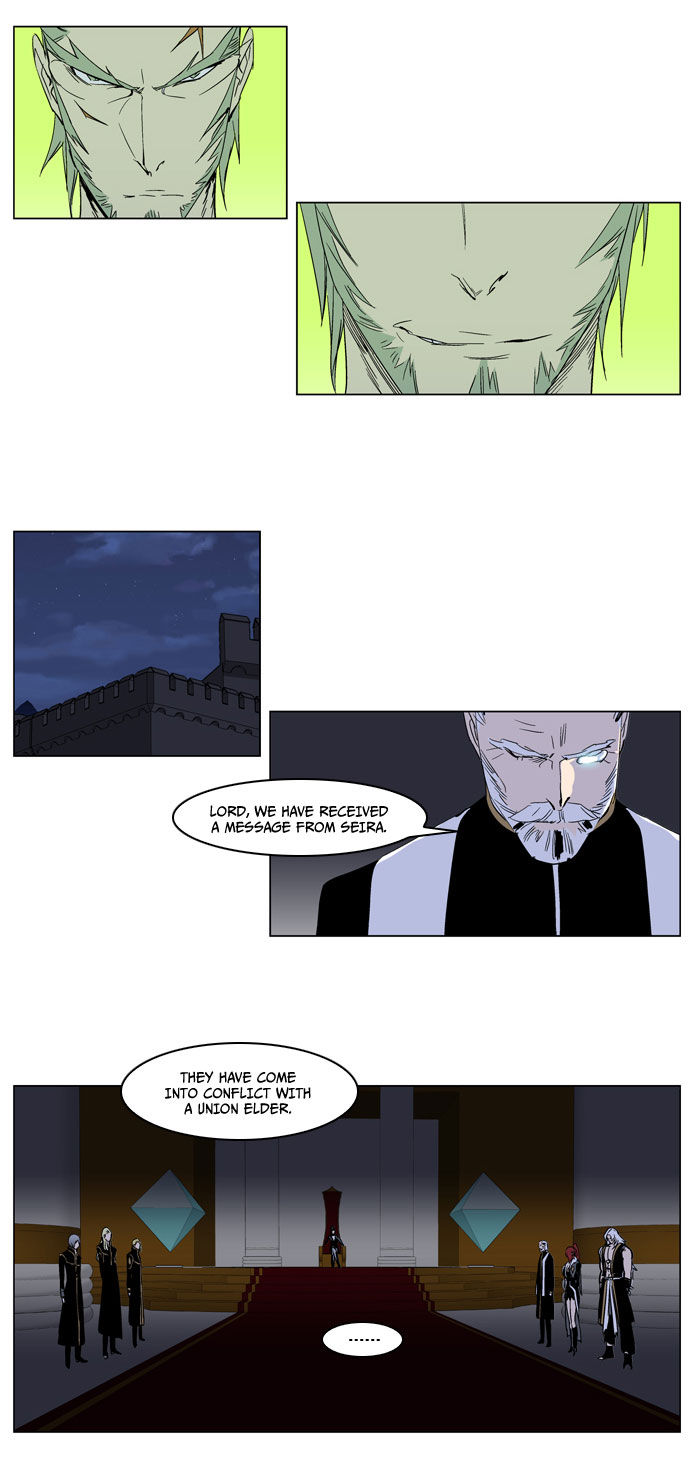 LORD, WE HAVE RECEIVED
A MESSAGE FROM SEIRA.
THEY HAVE COME
INTO CONFLICT WITH
A UNION ELDER.
------